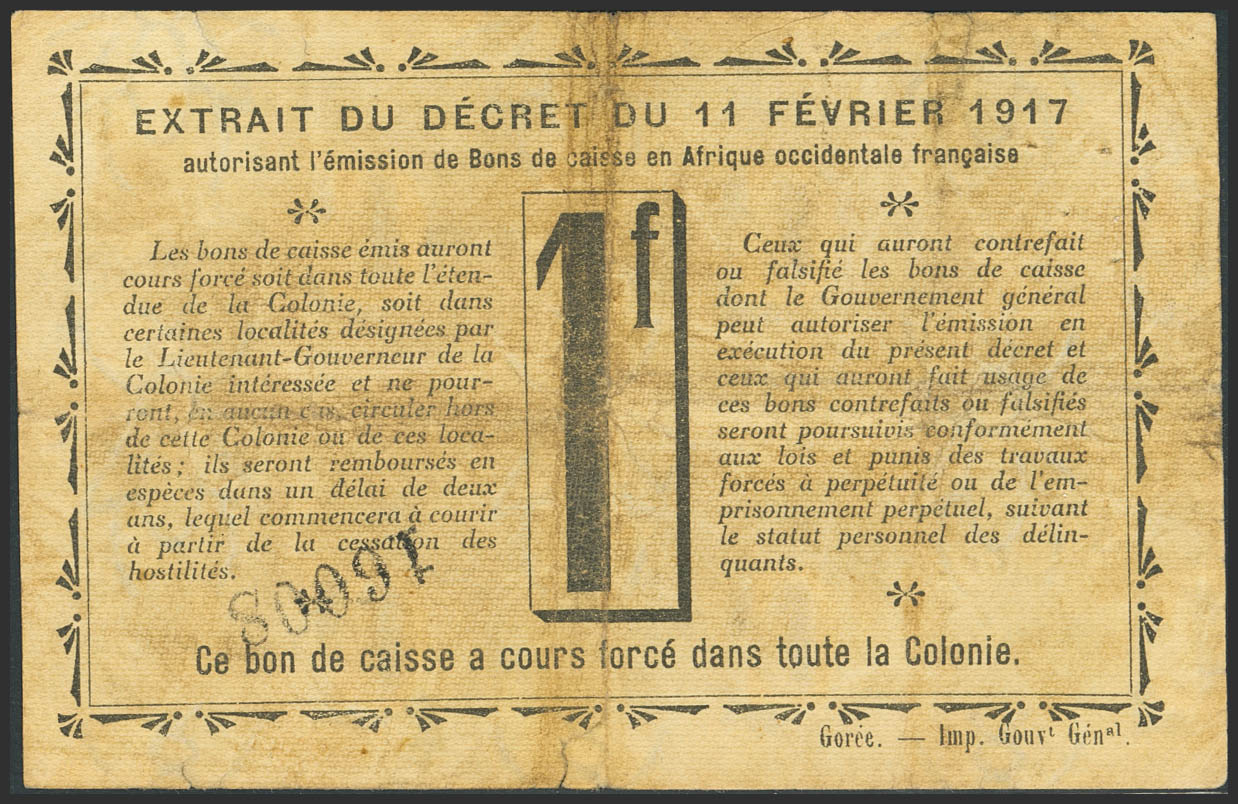 EXTRAIT DU DÉCRET DU 11 FÉVRIER 1917
autorisant l'émission de Bons de caisse en Afrique occidentale française
Les bons de caisse émis auront
cours forcé soit dans toute l'éten-
due de la Colonie, soit dans
certaines localités désignées par
le Lieutenant-Gouverneur de la
Colonie intéressée et ne pour-
ront, en aucun cas, circuler hors
de cette Colonie ou de ces loca-
lités; ils seront remboursés en
espèces dans un délai de deux
ans, lequel commencera à courir
à partir de la cessation des
hostilités.
1f
Ceux qui auront contrefait
ou falsifié les bons de caisse
dont le Gouvernement général
peut autoriser l'émission en
exécution du présent décret et
ceux qui auront fait usage de
ces bons contrefaits ou falsifiés
seront poursuivis conformément
aux lois et punis des travaux
forcés à perpétuité ou de l'em-
prisonnement perpétuel, suivant
le statut personnel des délin-
quants.
Ce bon de caisse a cours forcé dans toute la Colonie.
Gorée. — Imp. Gouvt Génal.